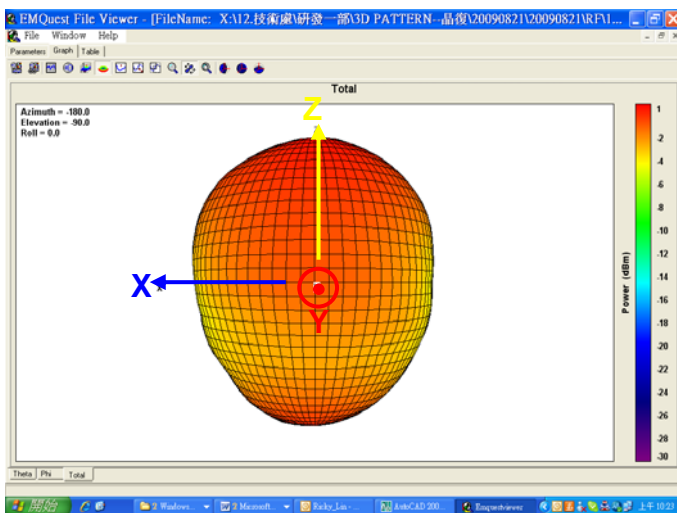 EMQuest File Viewer - [FileName: X:\12.技術處\研發一部\3D PATTERN--晶復\20090821\20090821\RF\1...
File Window Help
Parameters Graph Table
Total
Azimuth = -180.0
Elevation = -90.0
Roll = 0.0
Z
X
Y
1
-2
-4
-6
-8
-10
-12
-14
-16
-18
-20
-22
-24
-26
-28
-30
Power (dBm)
Theta Phi Total
開始 2 Windows... 2 Microsoft... Ricky_Lin - ... AutoCAD 200... Emquestviewer 上午 10:23